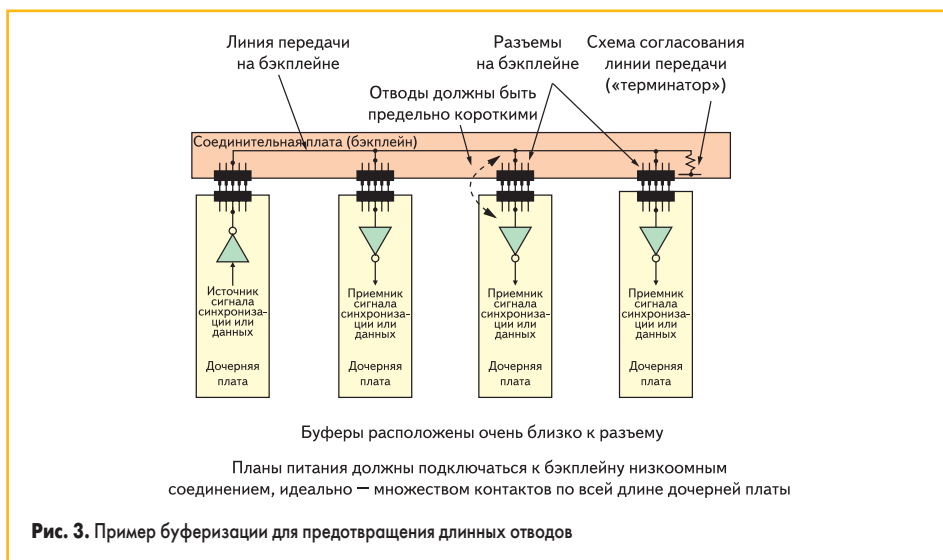 Линия передачи
на бэкплейне
Разъемы
на бэкплейне
Схема согласования
линии передачи
(«терминатор»)
Отводы должны быть
предельно короткими
Соединительная плата (бэкплейн)
Источник
сигнала
синхрониза-
ции или
данных
Дочерняя
плата
Приемник
сигнала
синхрониза-
ции или
данных
Дочерняя
плата
Приемник
сигнала
синхрониза-
ции или
данных
Дочерняя
плата
Приемник
сигнала
синхрониза-
ции или
данных
Дочерняя
плата
Буферы расположены очень близко к разъему
Планы питания должны подключаться к бэкплейну низкоомным
соединением, идеально — множеством контактов по всей длине дочерней платы
Рис. 3. Пример буферизации для предотвращения длинных отводов